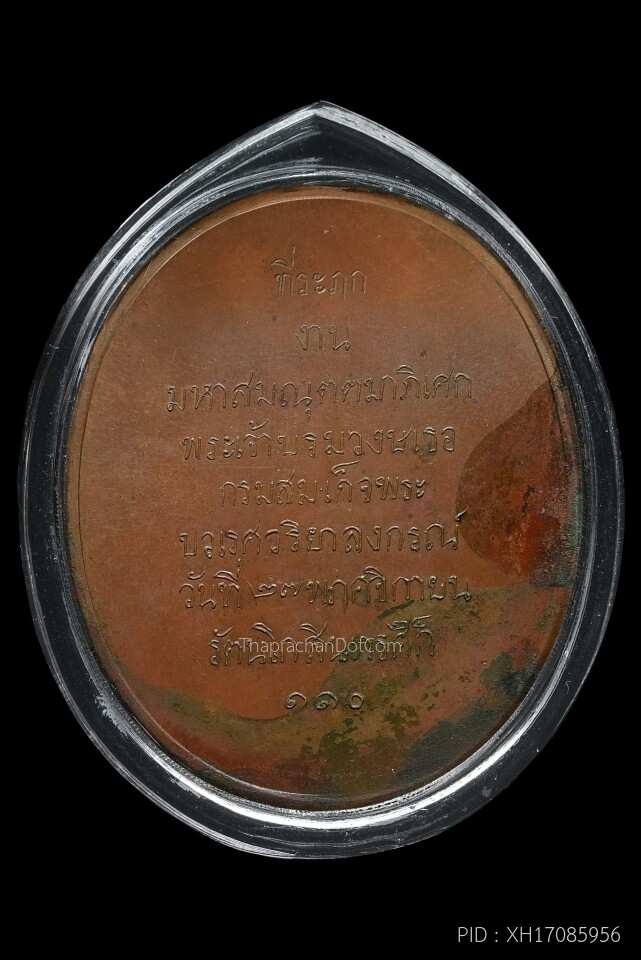 ที่ระฦก
งาน
มหาสมณุตตมาภิเศก
พระเจ้าบรมวงษเธอ
กรมสมเด็จพระ
บวเรศวริยาลงกรณ์
วันที่ ๒๗ พฤศจิกายน
ThaprachanDotCom
รัตนโกสินทรศก
๑๑๐
PID : XH17085956